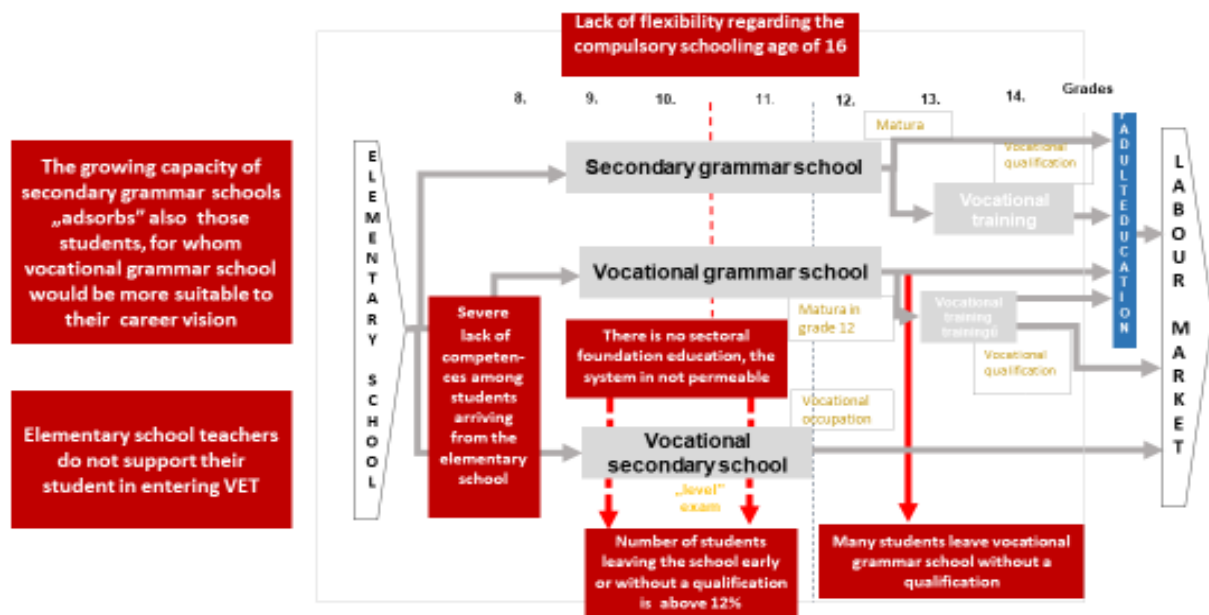 Lack of flexibility regarding the
compulsory schooling age of 16
8.
9.
10.
11.
12.
13.
14.
Grades
The growing capacity of
secondary grammar schools
„adsorbs” also those
students, for whom
vocational grammar school
would be more suitable to
their career vision
Elementary school teachers
do not support their
student in entering VET
ELEMENTARY SCHOOL
Secondary grammar school
Matura
Vocational
qualification
Vocational
training
ADULTEDUCATION
LABOUR MARKET
Vocational grammar school
Severe
lack of
competen-
ces among
students
arriving
from the
elementary
school
There is no sectoral
foundation education, the
system in not permeable
Matura in
grade 12
Vocational
training
trainingű
Vocational
qualification
Vocational
occupation
Vocational
secondary school
„level”
exam
Number of students
leaving the school early
or without a qualification
is above 12%
Many students leave vocational
grammar school without a
qualification